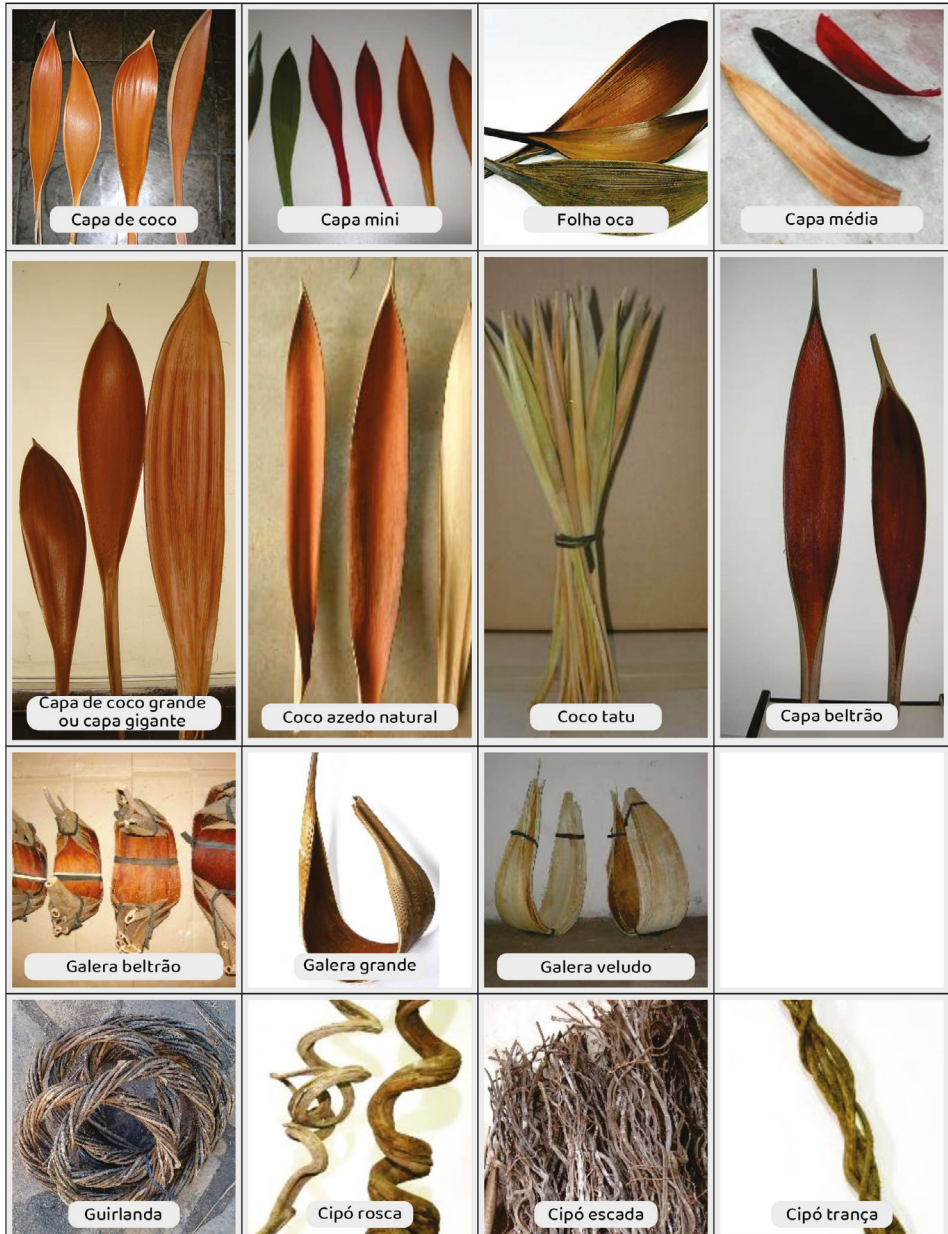 Capa de coco
Capa mini
Folha oca
Capa média
Capa de coco grande
ou capa gigante
Coco azedo natural
Coco tatu
Capa beltrão
Galera beltrão
Galera grande
Galera veludo
Guirlanda
Cipó rosca
Cipó escada
Cipó trança